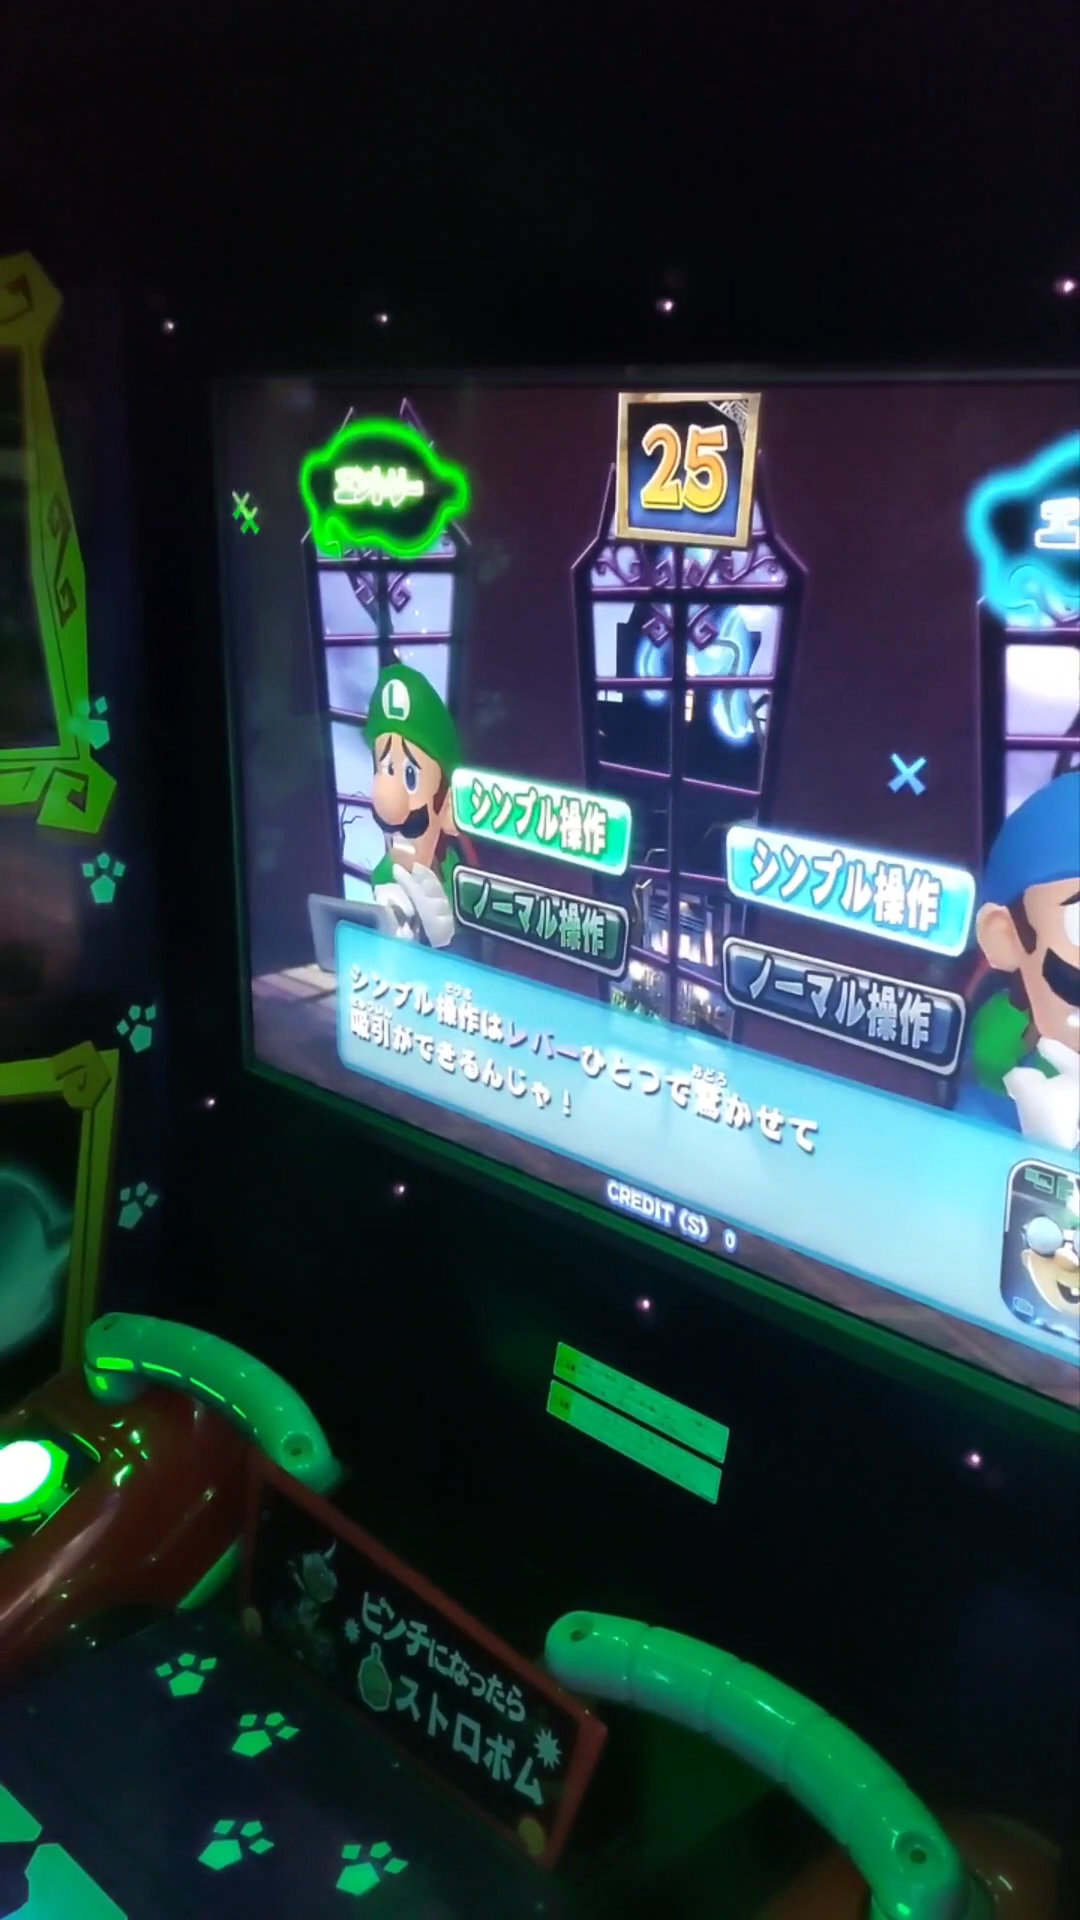 エントリー
25
エ
L
シンプル操作
ノーマル操作
シンプル操作
ノーマル操作
シンプル操作はレバーひとつで驚かせて
吸引ができるんじゃ！
CREDIT (S) 0
ピンチになったら
ストロボム